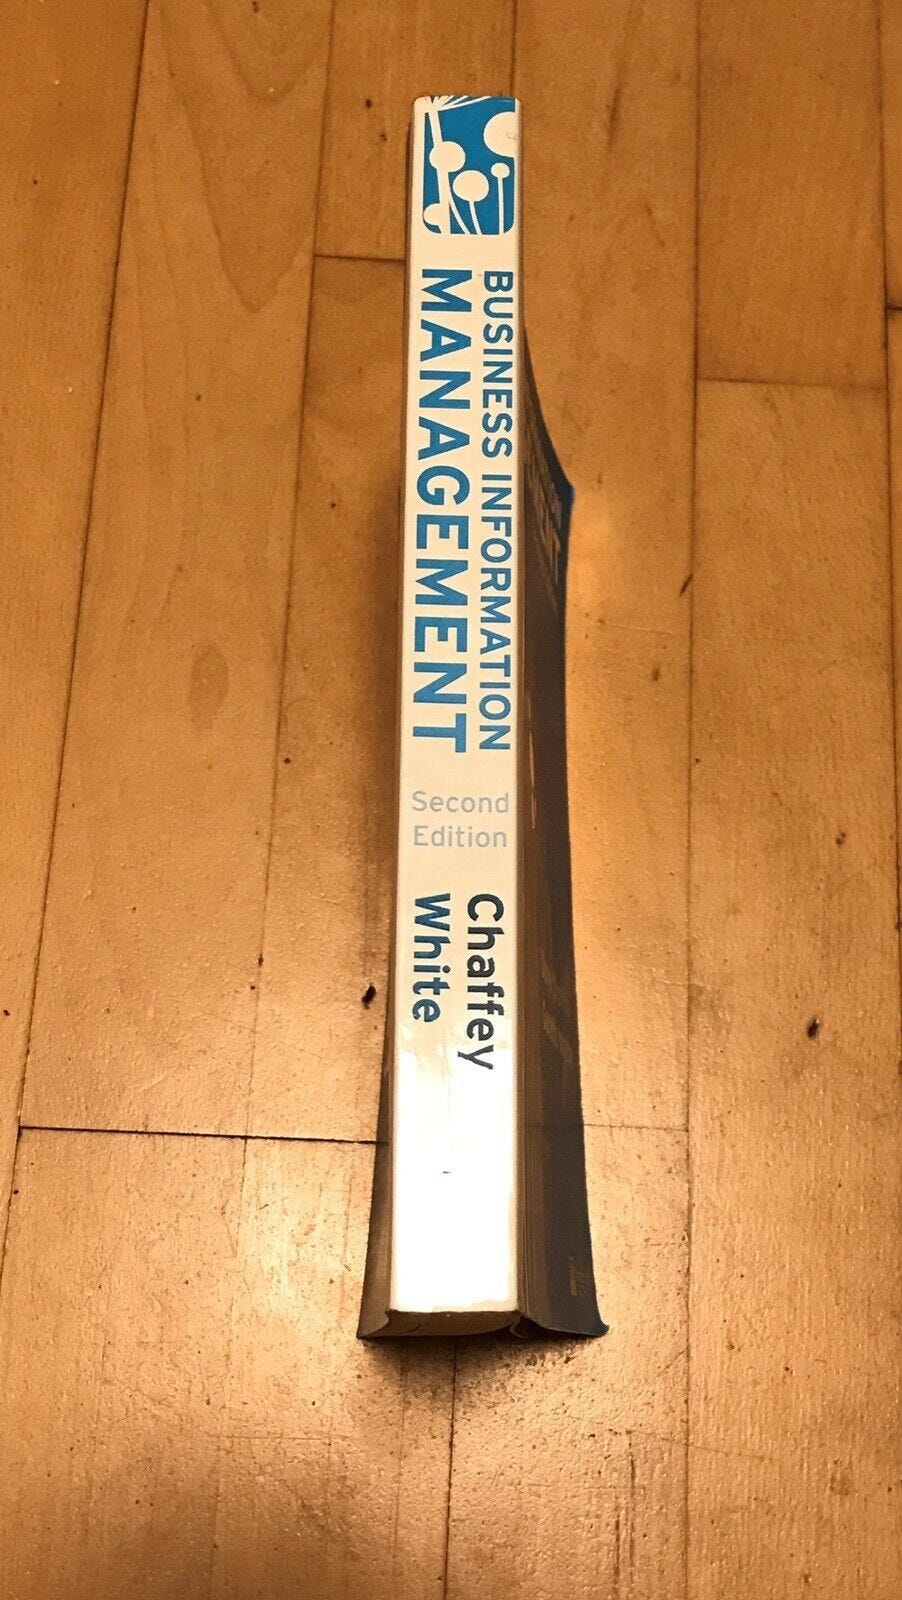 BUSINESS INFORMATION
MANAGEMENT
Second
Edition
Chaffey
White